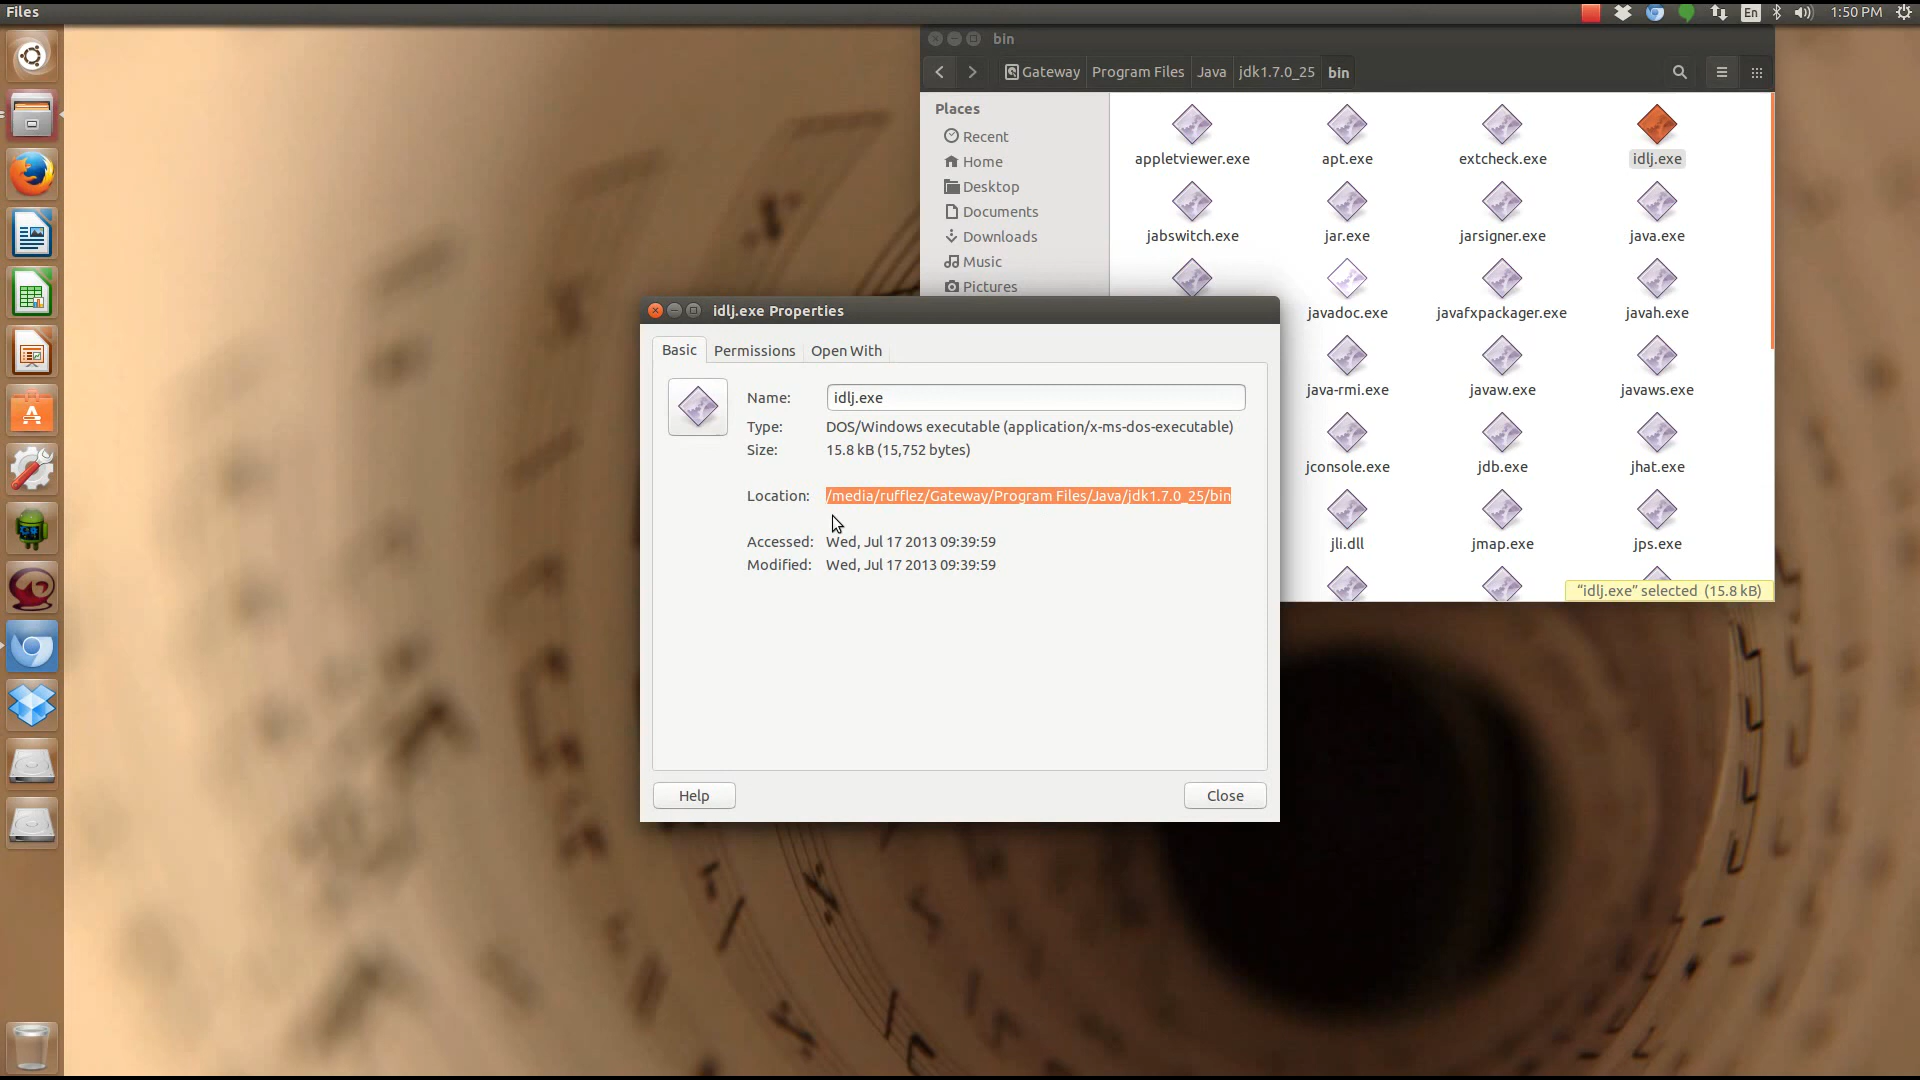 Files
En
1:50 PM
bin
Gateway
Program Files
Java
jdk1.7.0_25
bin
Places
Recent
Home
Desktop
Documents
Downloads
Music
Pictures
appletviewer.exe
apt.exe
extcheck.exe
idlj.exe
jabswitch.exe
jar.exe
jarsigner.exe
java.exe
javadoc.exe
javafxpackager.exe
javah.exe
java-rmi.exe
javaw.exe
javaws.exe
jconsole.exe
jdb.exe
jhat.exe
jli.dll
jmap.exe
jps.exe
“idlj.exe” selected (15.8 kB)
idlj.exe Properties
Basic
Permissions
Open With
Name: idlj.exe
Type: DOS/Windows executable (application/x-ms-dos-executable)
Size: 15.8 kB (15,752 bytes)
Location: /media/rufflez/Gateway/Program Files/Java/jdk1.7.0_25/bin
Accessed: Wed, Jul 17 2013 09:39:59
Modified: Wed, Jul 17 2013 09:39:59
Help
Close